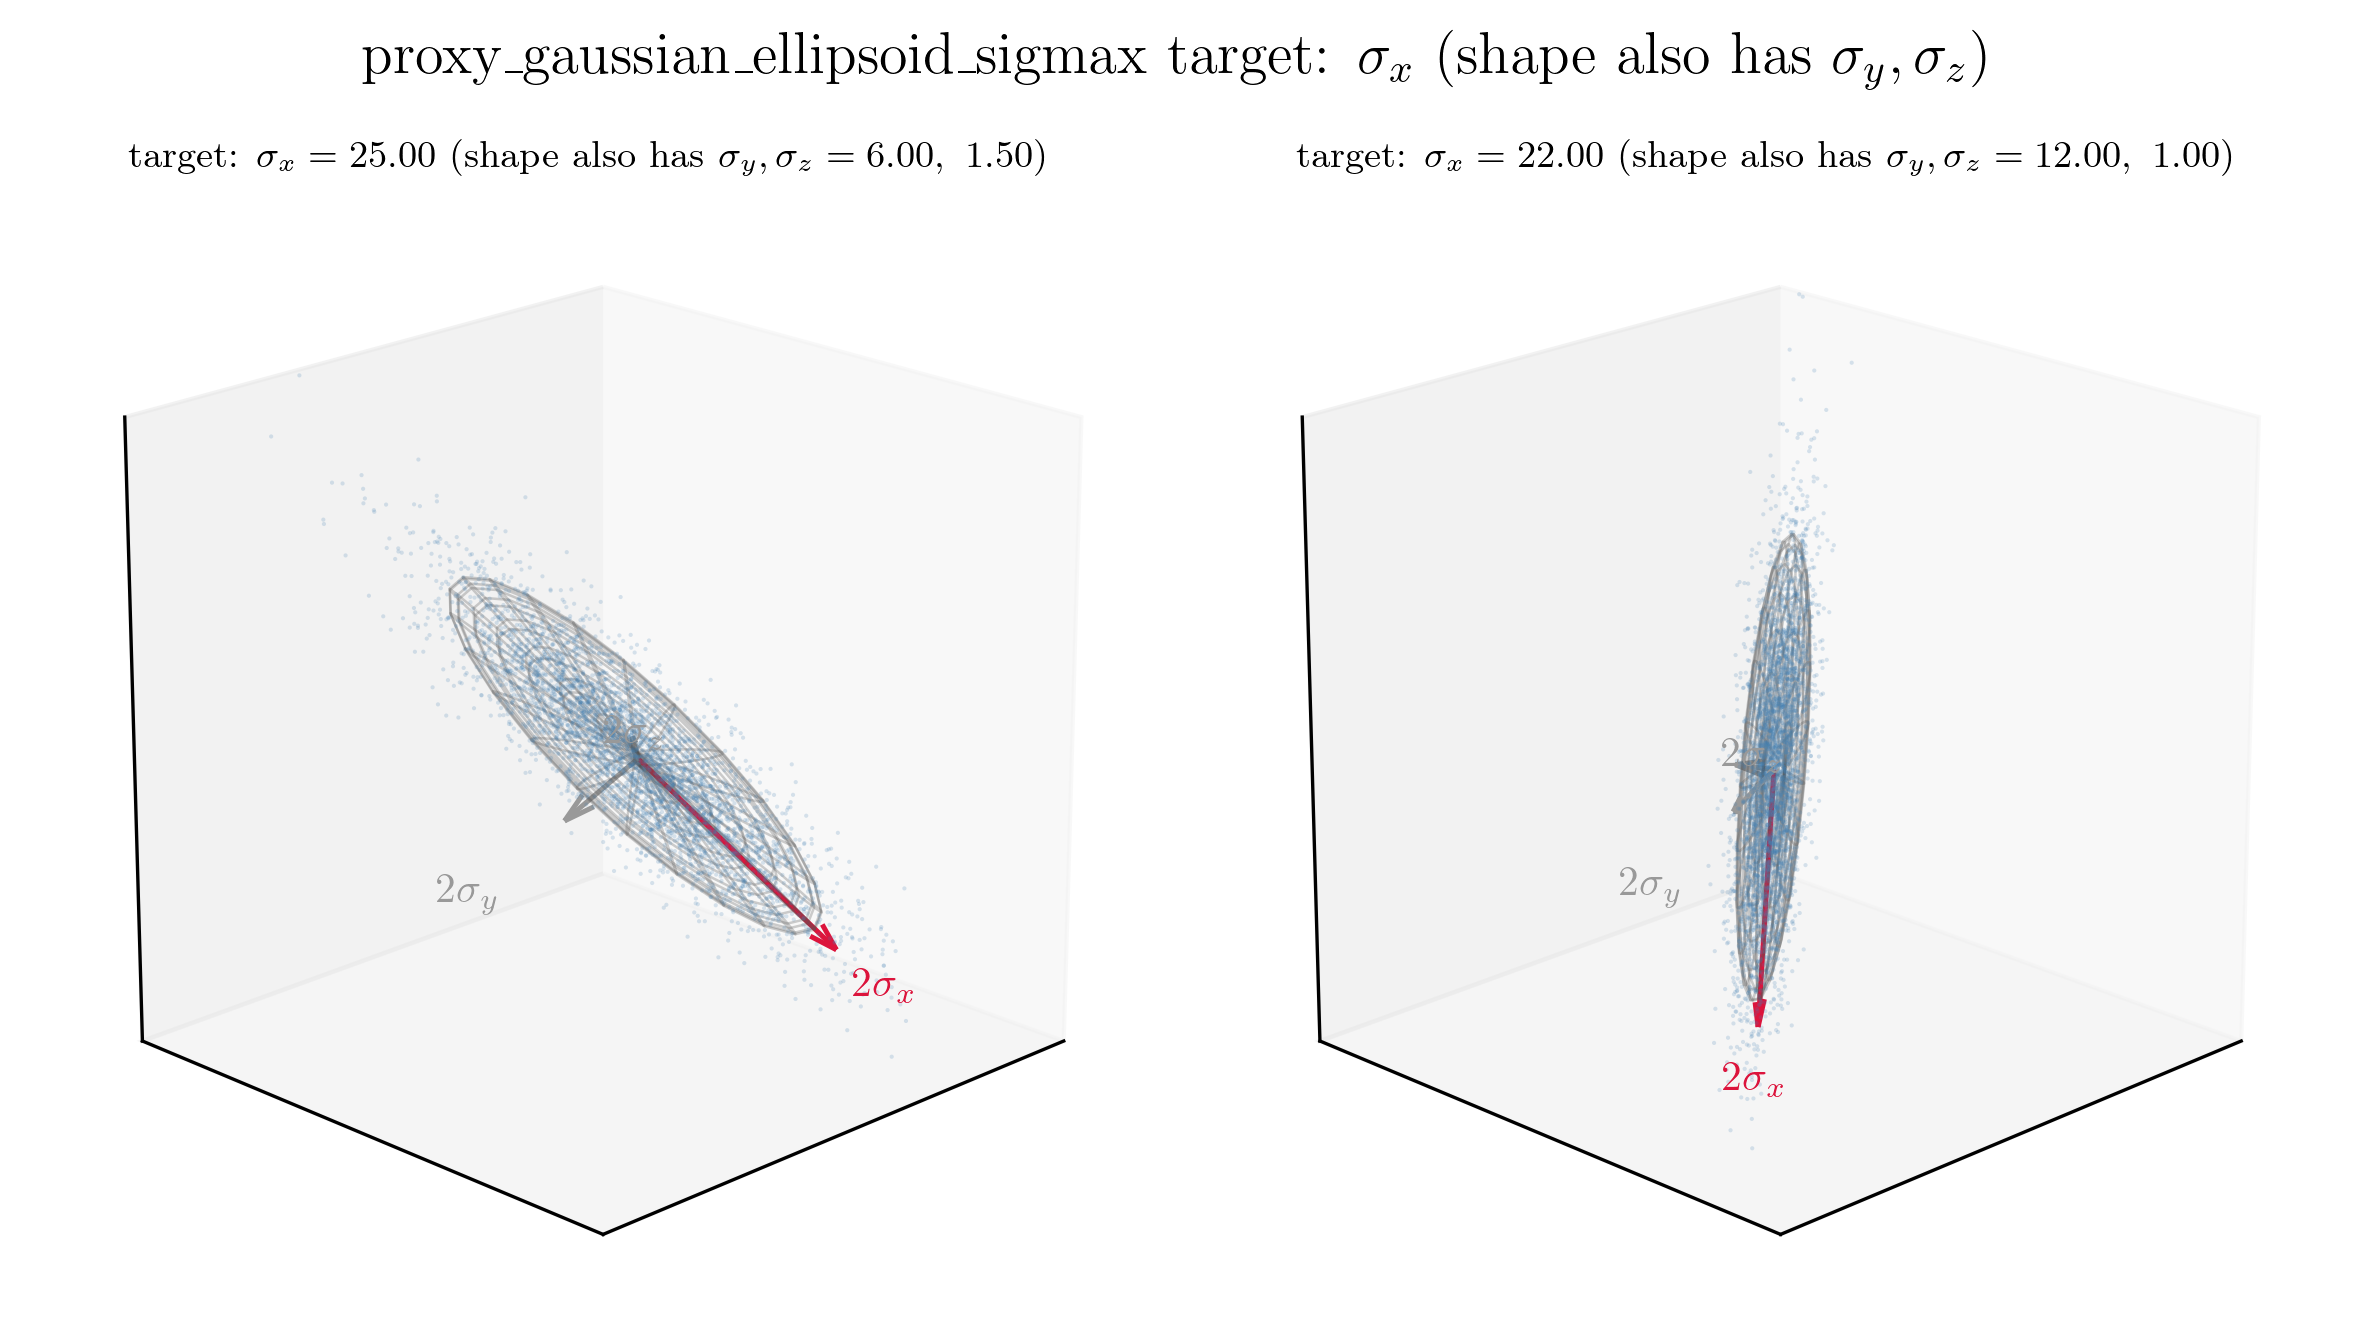 proxy_gaussian_ellipsoid_sigmax target: σ_x (shape also has σ_y, σ_z)
target: σ_x = 25.00 (shape also has σ_y, σ_z = 6.00, 1.50)
target: σ_x = 22.00 (shape also has σ_y, σ_z = 12.00, 1.00)
2σ_y
2σ_x
2
2σ_y
2σ_x